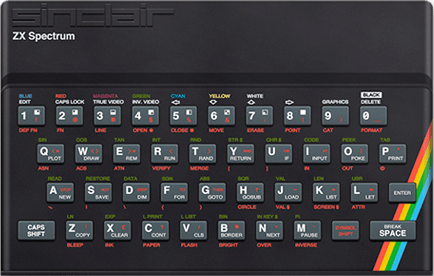 sinclair
ZX Spectrum
BLUE RED MAGENTA GREEN CYAN YELLOW WHITE BLACK
EDIT CAPS LOCK TRUE VIDEO INV. VIDEO GRAPHICS DELETE
1 ! 2 @ 3 # 4 $ 5 % 6 & 7 ' 8 ( 9 ) 0
DEF FN FN LINE OPEN # CLOSE # MOVE ERASE POINT CAT FORMAT
SIN COS TAN INT RND STR $ CHR $ CODE PEEK TAB
Q PLOT W DRAW E REM R RUN T RAND Y RETURN U IF I INPUT O POKE P PRINT
ASN ACS ATN VERIFY MERGE [ ] IN OUT ©
READ RESTORE DATA SGN ABS SQR VAL LEN USR
A NEW S SAVE D DIM F FOR G GOTO H GOSUB J LOAD K LIST L LET ENTER
~ | \ { } CIRCLE VAL $ SCREEN $ ATTR
LN EXP L PRINT L LIST BIN IN KEY $ PI
CAPS SHIFT Z COPY X CLEAR C CONT V CLS B BORDER N NEXT M PAUSE SYMBOL SHIFT BREAK SPACE
BLEEP INK PAPER FLASH BRIGHT OVER INVERSE